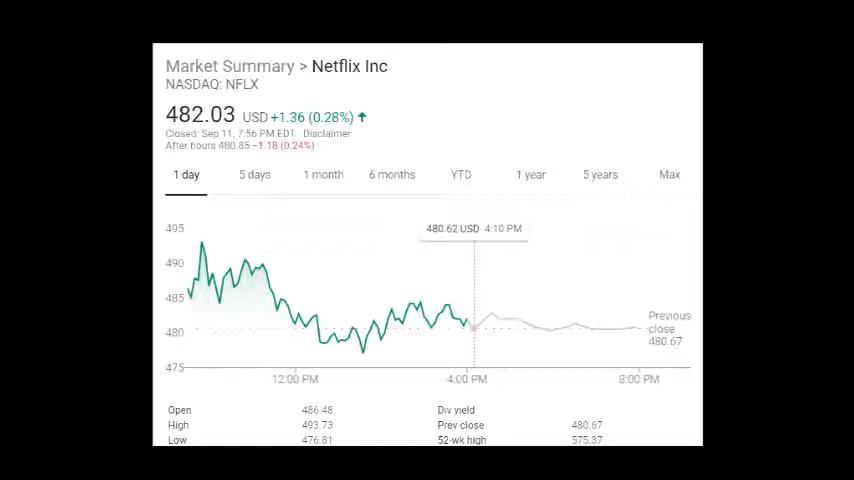 Market Summary > Netflix Inc
NASDAQ: NFLX
482.03 USD +1.36 (0.28%)
Closed: Sep 11, 7:56 PM EDT Disclaimer
After hours 480.85 −1.18 (0.24%)
1 day 5 days 1 month 6 months YTD 1 year 5 years Max
480.62 USD 4:10 PM
495
490
485
480
475
Previous
close
480.67
12:00 PM 4:00 PM 8:00 PM
Open 486.48 Div yield
High 493.73 Prev close 480.67
Low 476.81 52-wk high 575.37